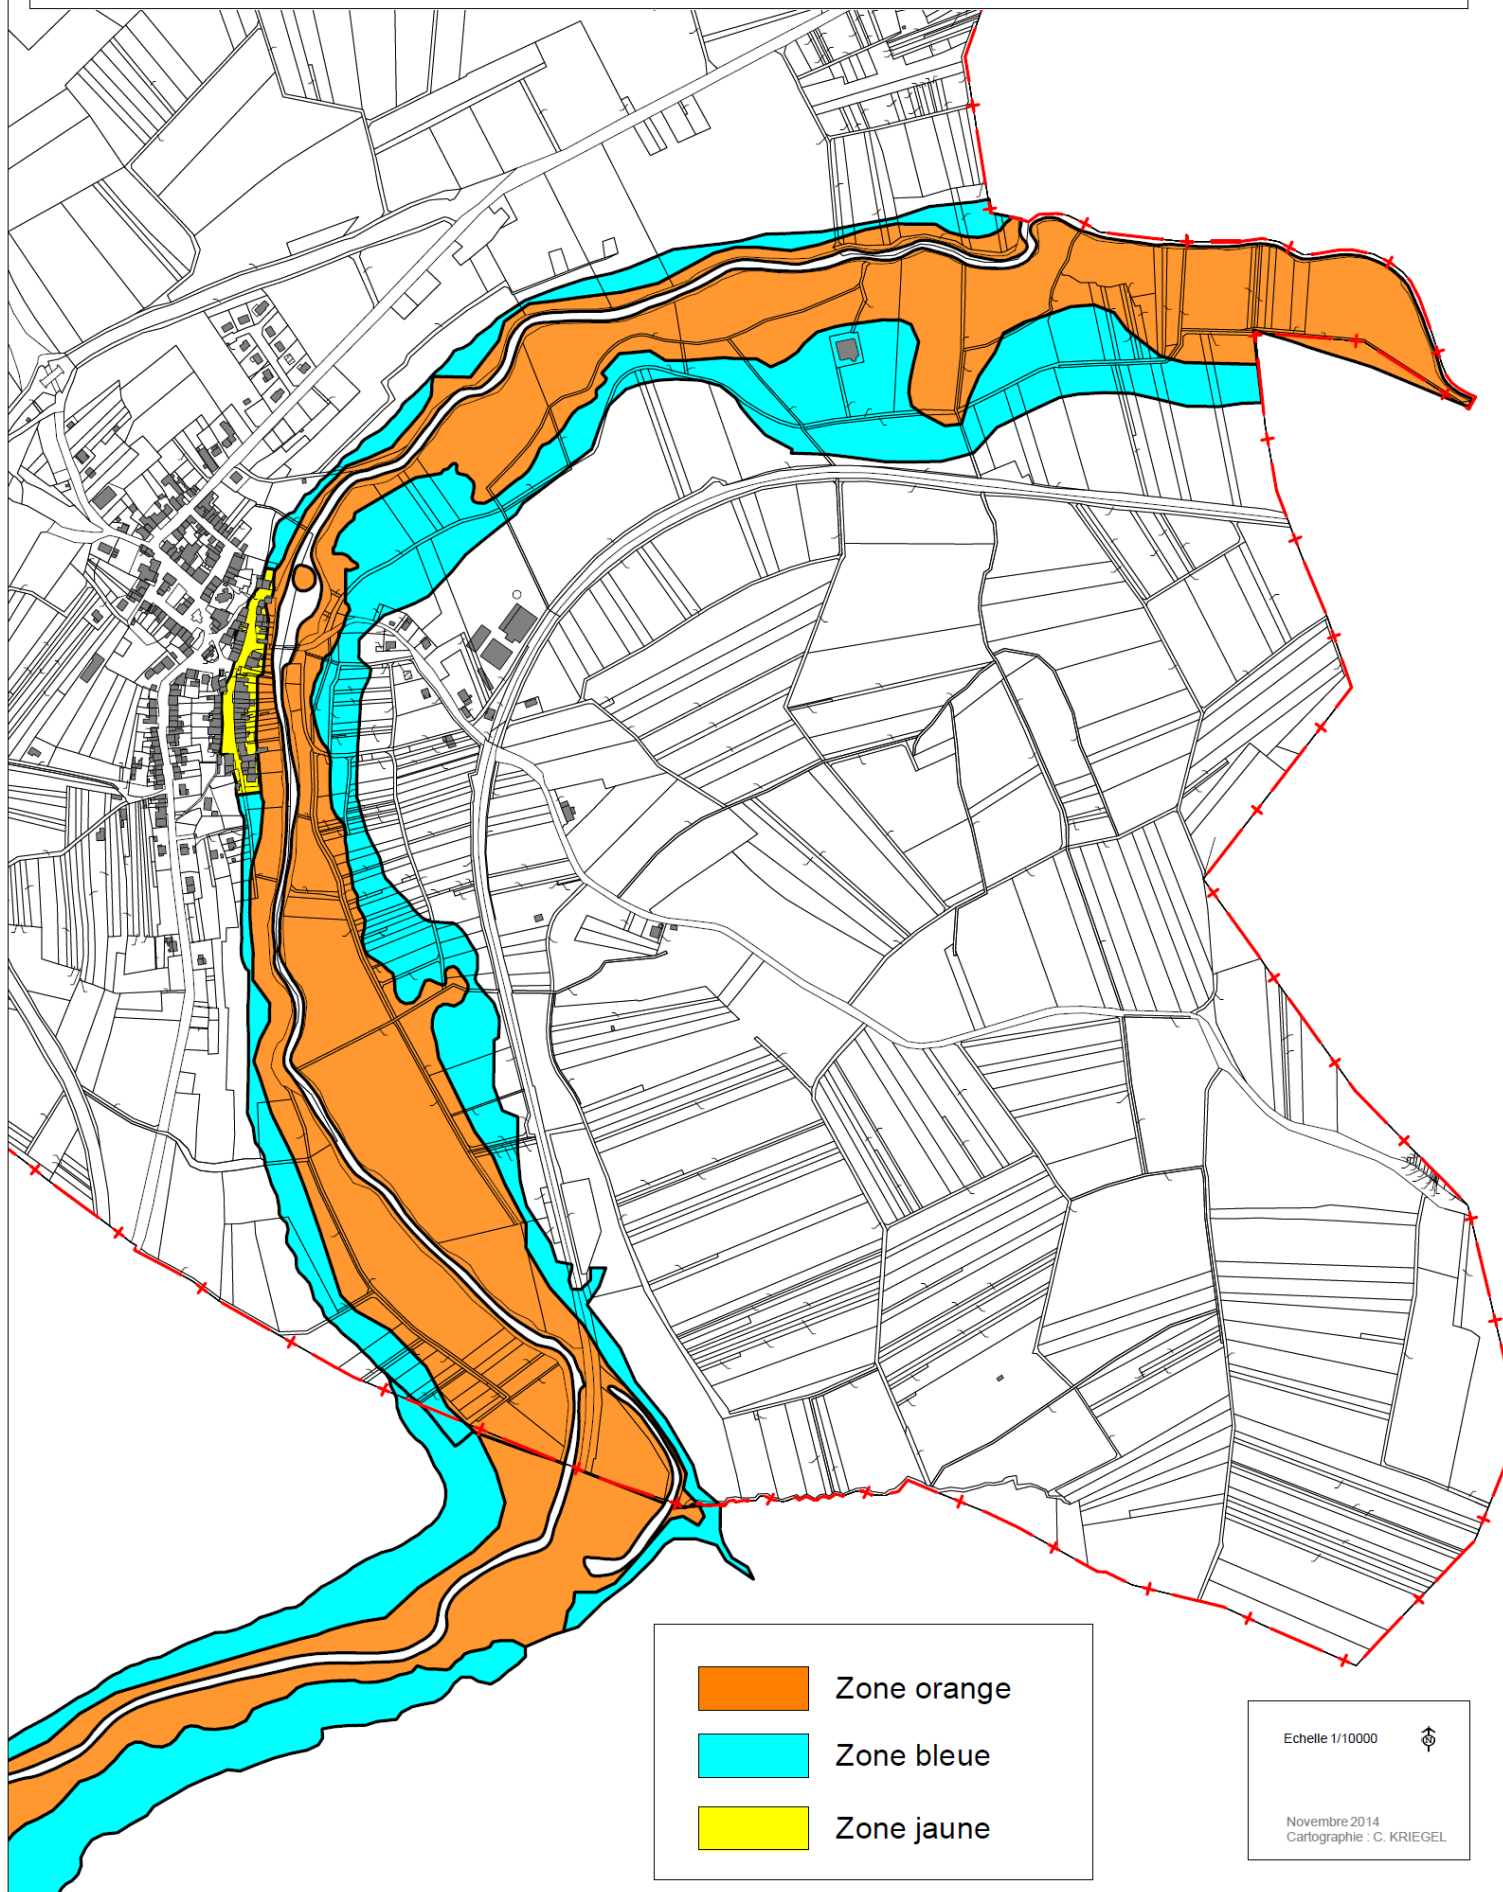 Zone orange
Zone bleue
Zone jaune
Echelle 1/10000
N
Novembre 2014
Cartographie : C. KRIEGEL